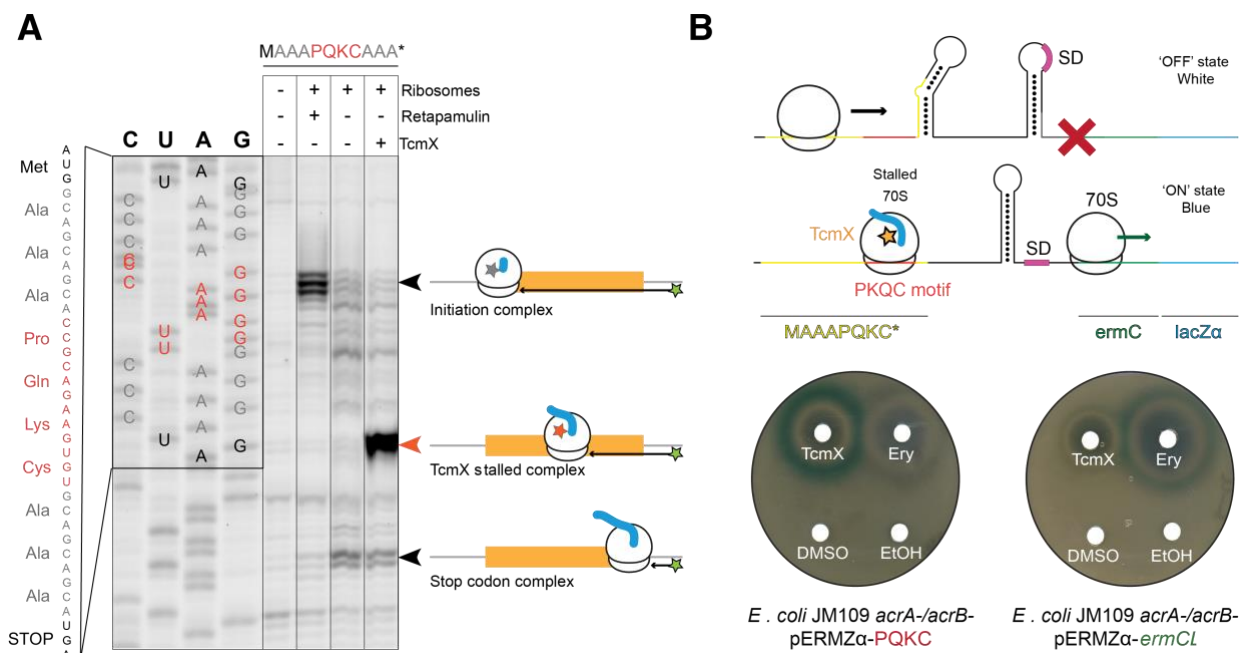 A
MAAAPQKCAAA*
- + + + Ribosomes
- + - - Retapamulin
- - - + TcmX
C U A G
Met
Ala
Ala
Ala
Pro
Gln
Lys
Cys
Ala
Ala
Ala
STOP
A
U
G
G
C
A
G
C
A
G
C
A
C
C
G
C
A
G
A
A
G
U
G
U
G
C
A
G
C
A
G
C
A
U
G
A
U
A
G
G
C
A
G
C
A
G
C
A
G
C
C
C
G
A
G
A
A
G
U
G
U
G
C
A
G
C
A
G
C
A
U
G
A
Initiation complex
TcmX stalled complex
Stop codon complex
B
SD
'OFF' state
White
Stalled
70S
70S
'ON' state
Blue
TcmX
SD
PKQC motif
MAAAPQKC*
ermC
lacZα
TcmX
Ery
DMSO
EtOH
TcmX
Ery
DMSO
EtOH
E . coli JM109 acrA-/acrB-
pERMZα-PQKC
E . coli JM109 acrA-/acrB-
pERMZα-ermCL